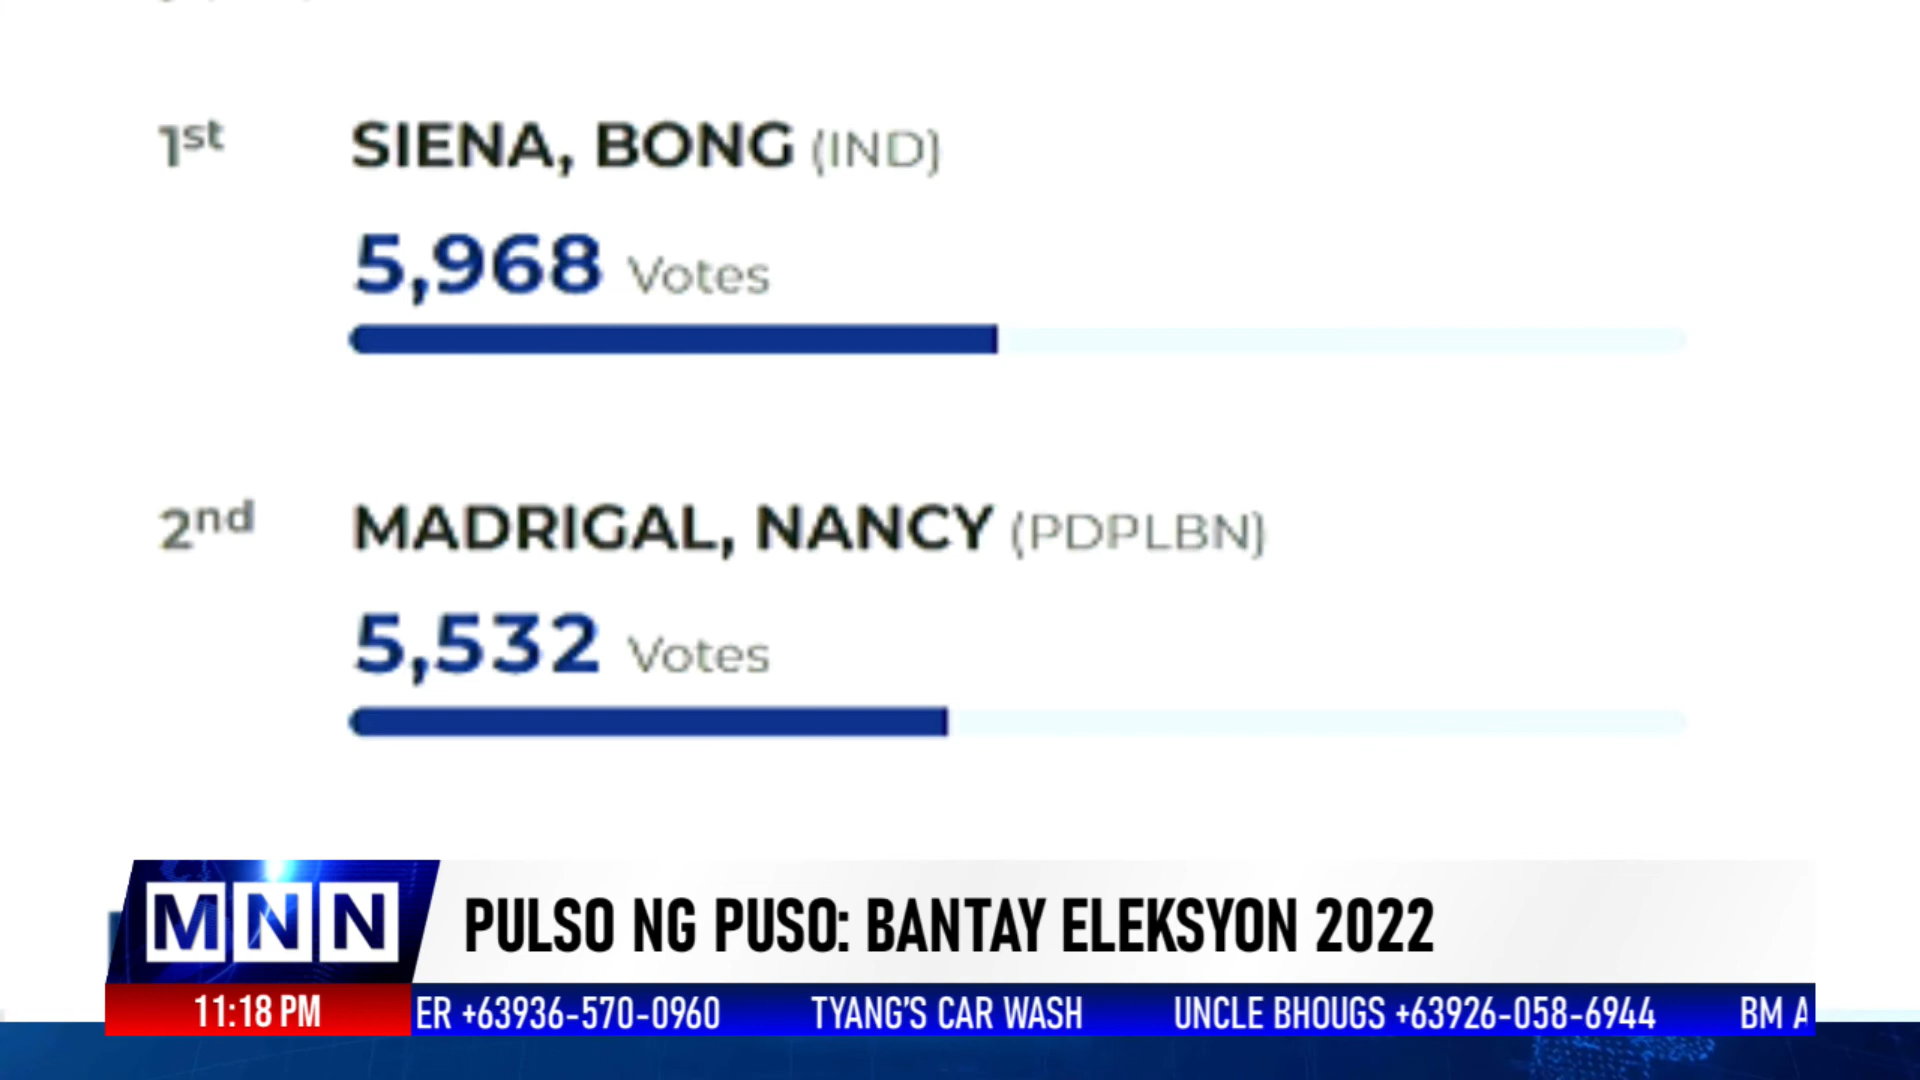 1st SIENA, BONG (IND)
5,968 Votes
2nd MADRIGAL, NANCY (PDPLBN)
5,532 Votes
MNN PULSO NG PUSO: BANTAY ELEKSYON 2022
11:18 PM ER +63936-570-0960 TYANG'S CAR WASH UNCLE BHOUGS +63926-058-6944 BM A